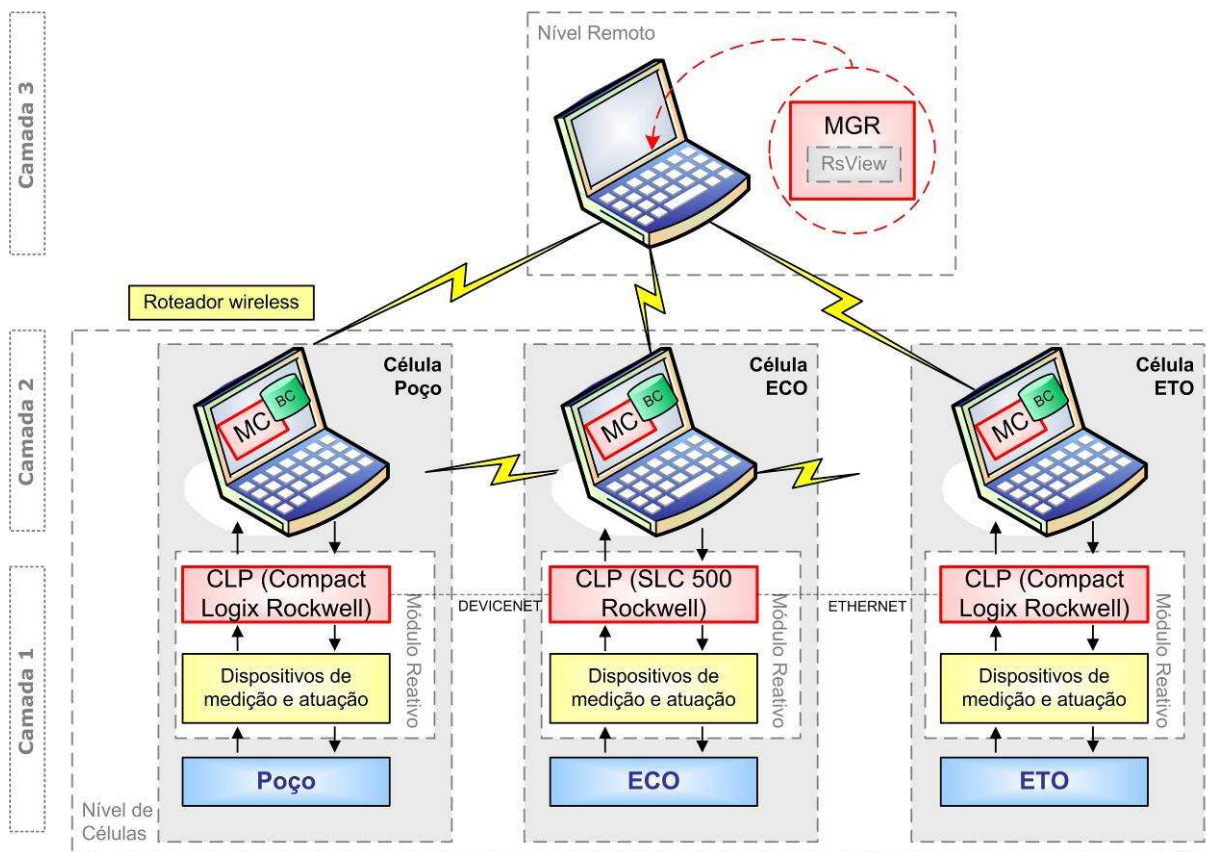 Camada 3
Nível Remoto
MGR
RsView
Roteador wireless
Camada 2
Célula
Poço
MC
BC
Célula
ECO
MC
BC
Célula
ETO
MC
BC
Camada 1
CLP (Compact
Logix Rockwell)
Módulo Reativo
DEVICENET
CLP (SLC 500
Rockwell)
Módulo Reativo
ETHERNET
CLP (Compact
Logix Rockwell)
Módulo Reativo
Dispositivos de
medição e atuação
Dispositivos de
medição e atuação
Dispositivos de
medição e atuação
Poço
ECO
ETO
Nível de
Células